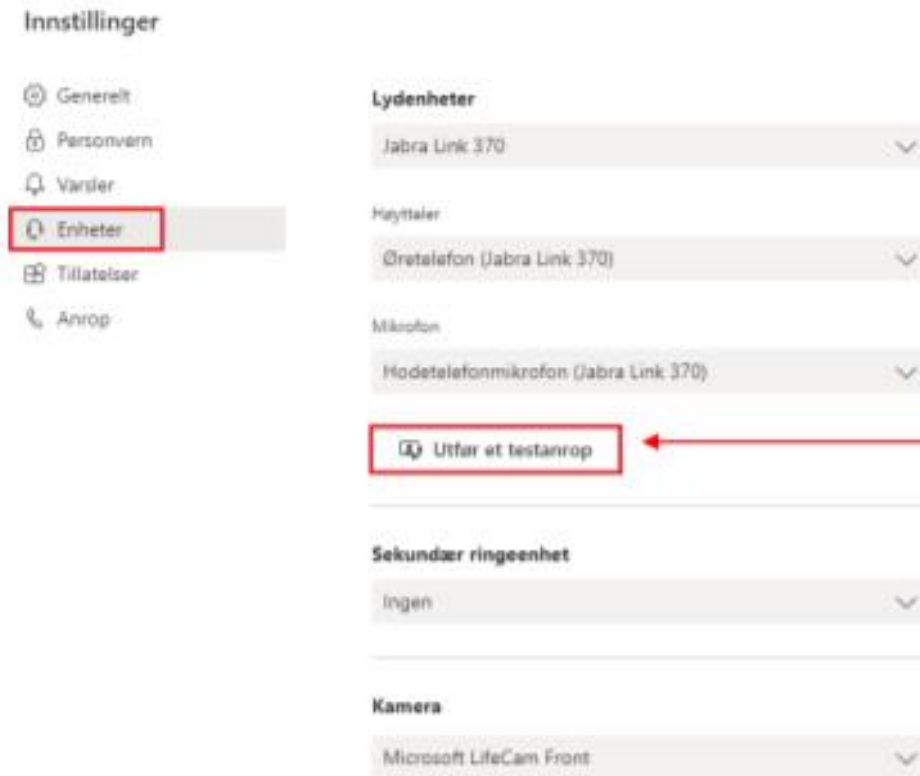 Innstillinger
Generelt
Personvern
Varsler
Enheter
Tillatelser
Anrop
Lydenheter
Jabra Link 370
Høyttaler
Øretelefon (Jabra Link 370)
Mikrofon
Hodetelefonmikrofon (Jabra Link 370)
Utfør et testanrop
Sekundær ringeenhet
Ingen
Kamera
Microsoft LifeCam Front